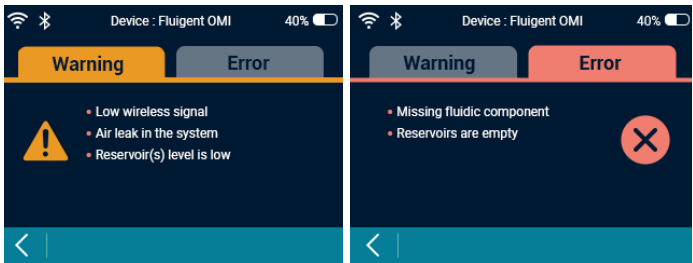 Device : Fluigent OMI 40%
Warning Error
• Low wireless signal
• Air leak in the system
• Reservoir(s) level is low
Device : Fluigent OMI 40%
Warning Error
• Missing fluidic component
• Reservoirs are empty